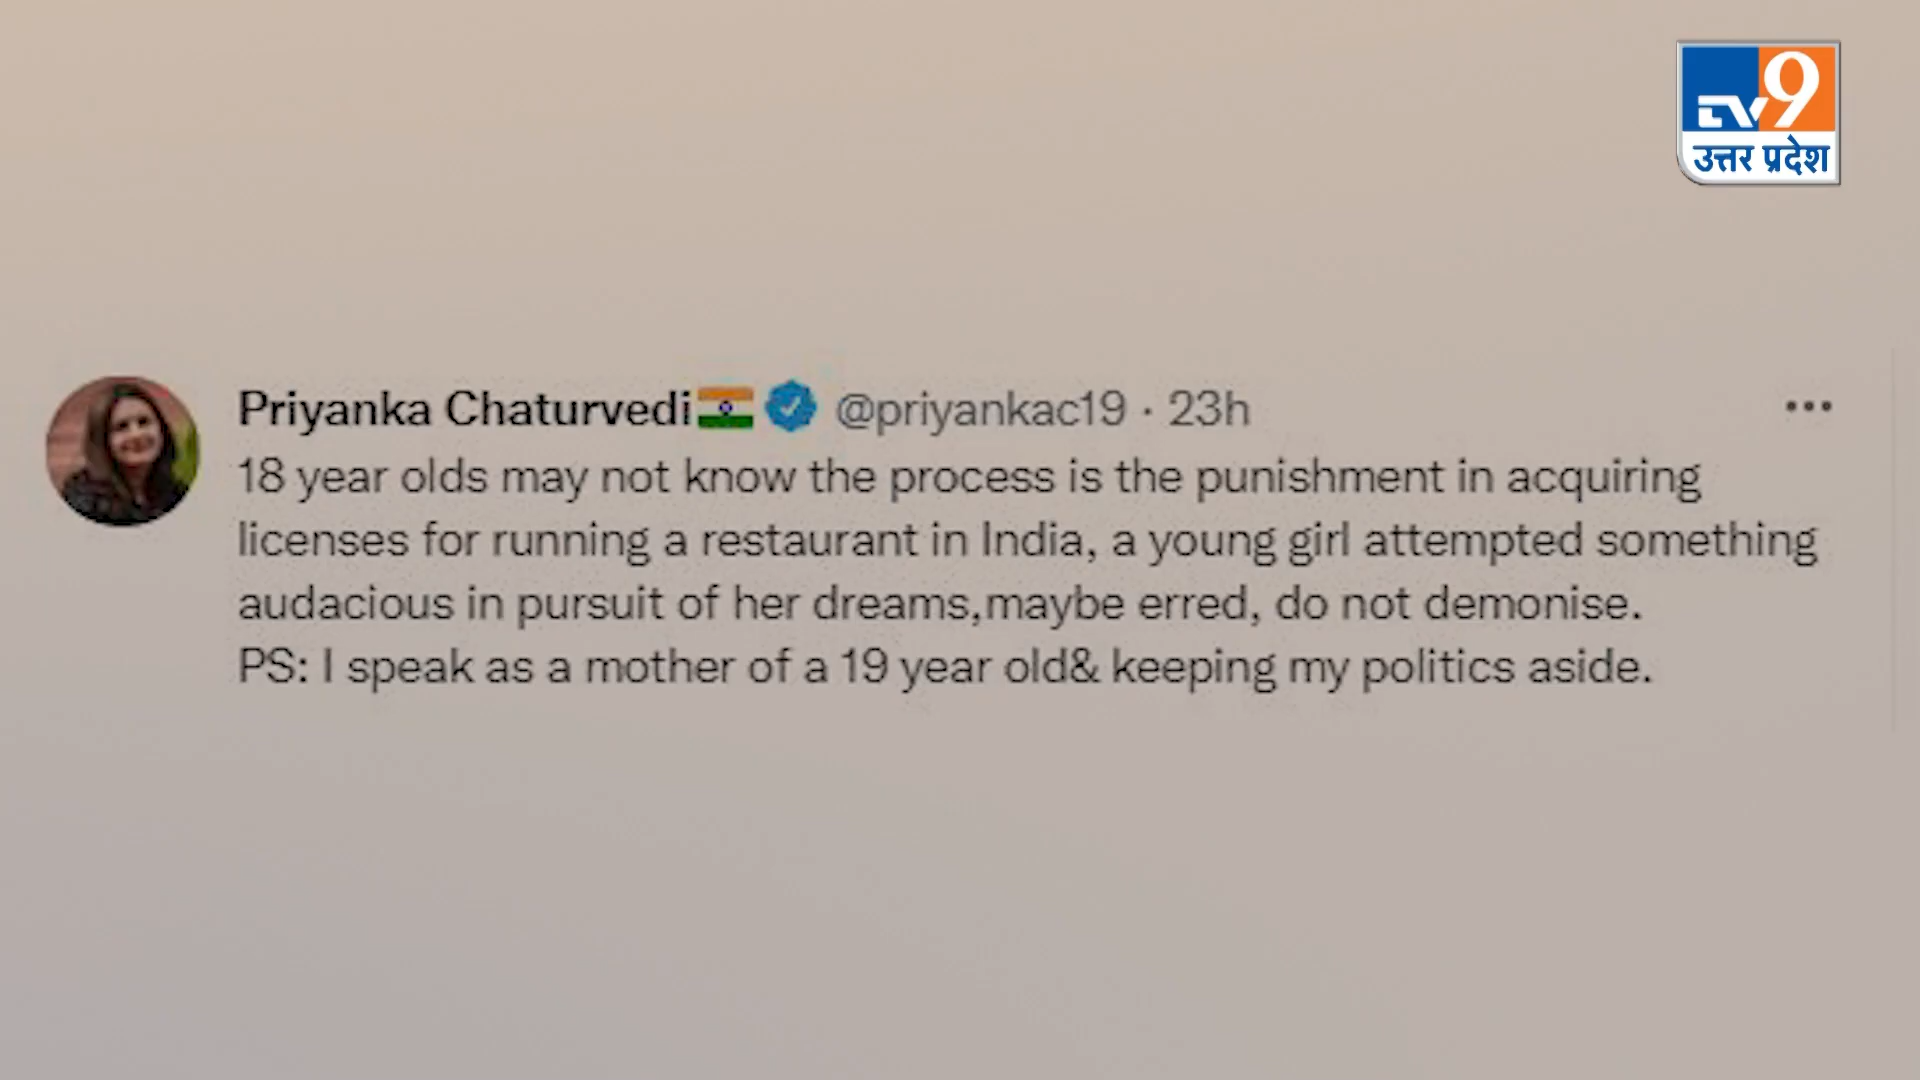 TV9
उत्तर प्रदेश
Priyanka Chaturvedi🇮🇳 @priyankac19 · 23h
18 year olds may not know the process is the punishment in acquiring
licenses for running a restaurant in India, a young girl attempted something
audacious in pursuit of her dreams,maybe erred, do not demonise.
PS: I speak as a mother of a 19 year old& keeping my politics aside.